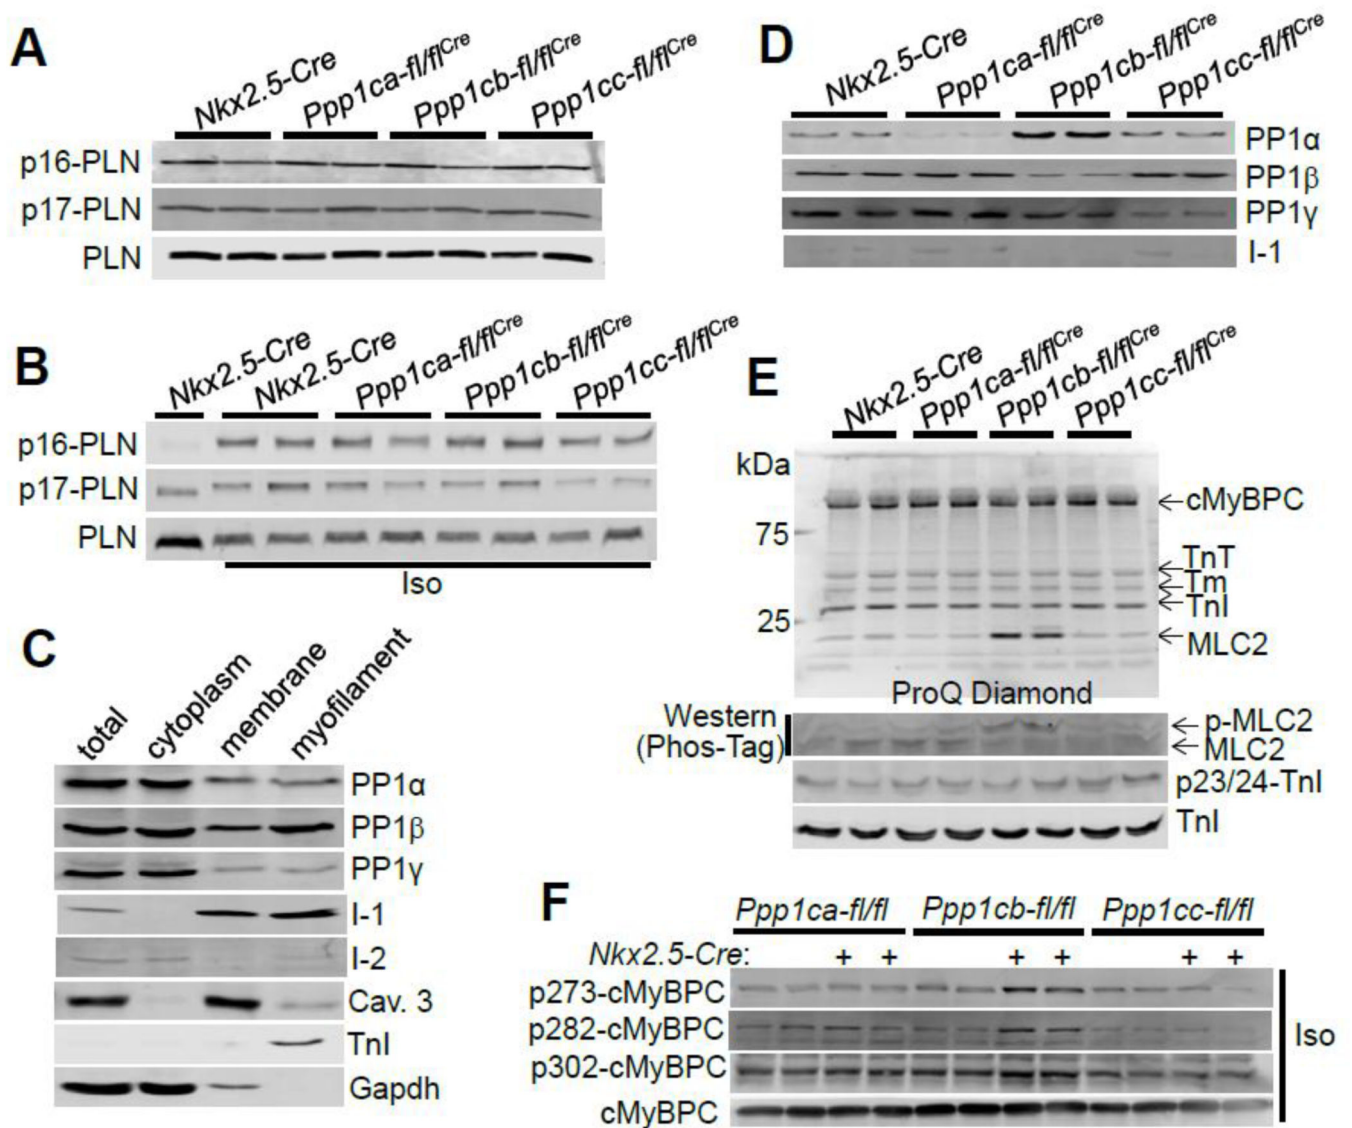 A
Nkx2.5-Cre
Ppp1ca-fl/flCre
Ppp1cb-fl/flCre
Ppp1cc-fl/flCre
p16-PLN
p17-PLN
PLN
B
Nkx2.5-Cre
Nkx2.5-Cre
Ppp1ca-fl/flCre
Ppp1cb-fl/flCre
Ppp1cc-fl/flCre
p16-PLN
p17-PLN
PLN
Iso
C
total
cytoplasm
membrane
myofilament
PP1α
PP1β
PP1γ
I-1
I-2
Cav. 3
TnI
Gapdh
D
Nkx2.5-Cre
Ppp1ca-fl/flCre
Ppp1cb-fl/flCre
Ppp1cc-fl/flCre
PP1α
PP1β
PP1γ
I-1
E
Nkx2.5-Cre
Ppp1ca-fl/flCre
Ppp1cb-fl/flCre
Ppp1cc-fl/flCre
kDa
75
25
cMyBPC
TnT
Tm
TnI
MLC2
ProQ Diamond
Western
(Phos-Tag)
p-MLC2
MLC2
p23/24-TnI
TnI
F
Ppp1ca-fl/fl Ppp1cb-fl/fl Ppp1cc-fl/fl
Nkx2.5-Cre: + + + + + +
p273-cMyBPC
p282-cMyBPC
p302-cMyBPC
cMyBPC
Iso